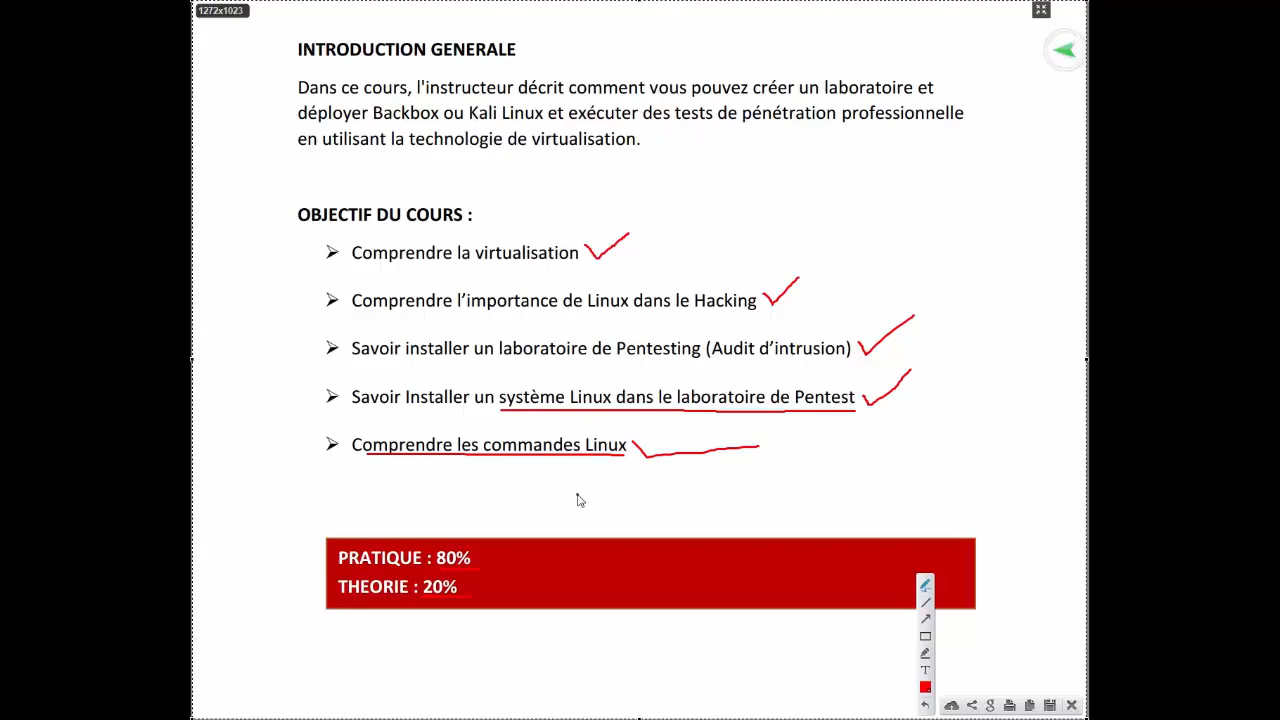 1272x1023
INTRODUCTION GENERALE
Dans ce cours, l'instructeur décrit comment vous pouvez créer un laboratoire et
déployer Backbox ou Kali Linux et exécuter des tests de pénétration professionnelle
en utilisant la technologie de virtualisation.
OBJECTIF DU COURS :
Comprendre la virtualisation
Comprendre l’importance de Linux dans le Hacking
Savoir installer un laboratoire de Pentesting (Audit d’intrusion)
Savoir Installer un système Linux dans le laboratoire de Pentest
Comprendre les commandes Linux
PRATIQUE : 80%
THEORIE : 20%